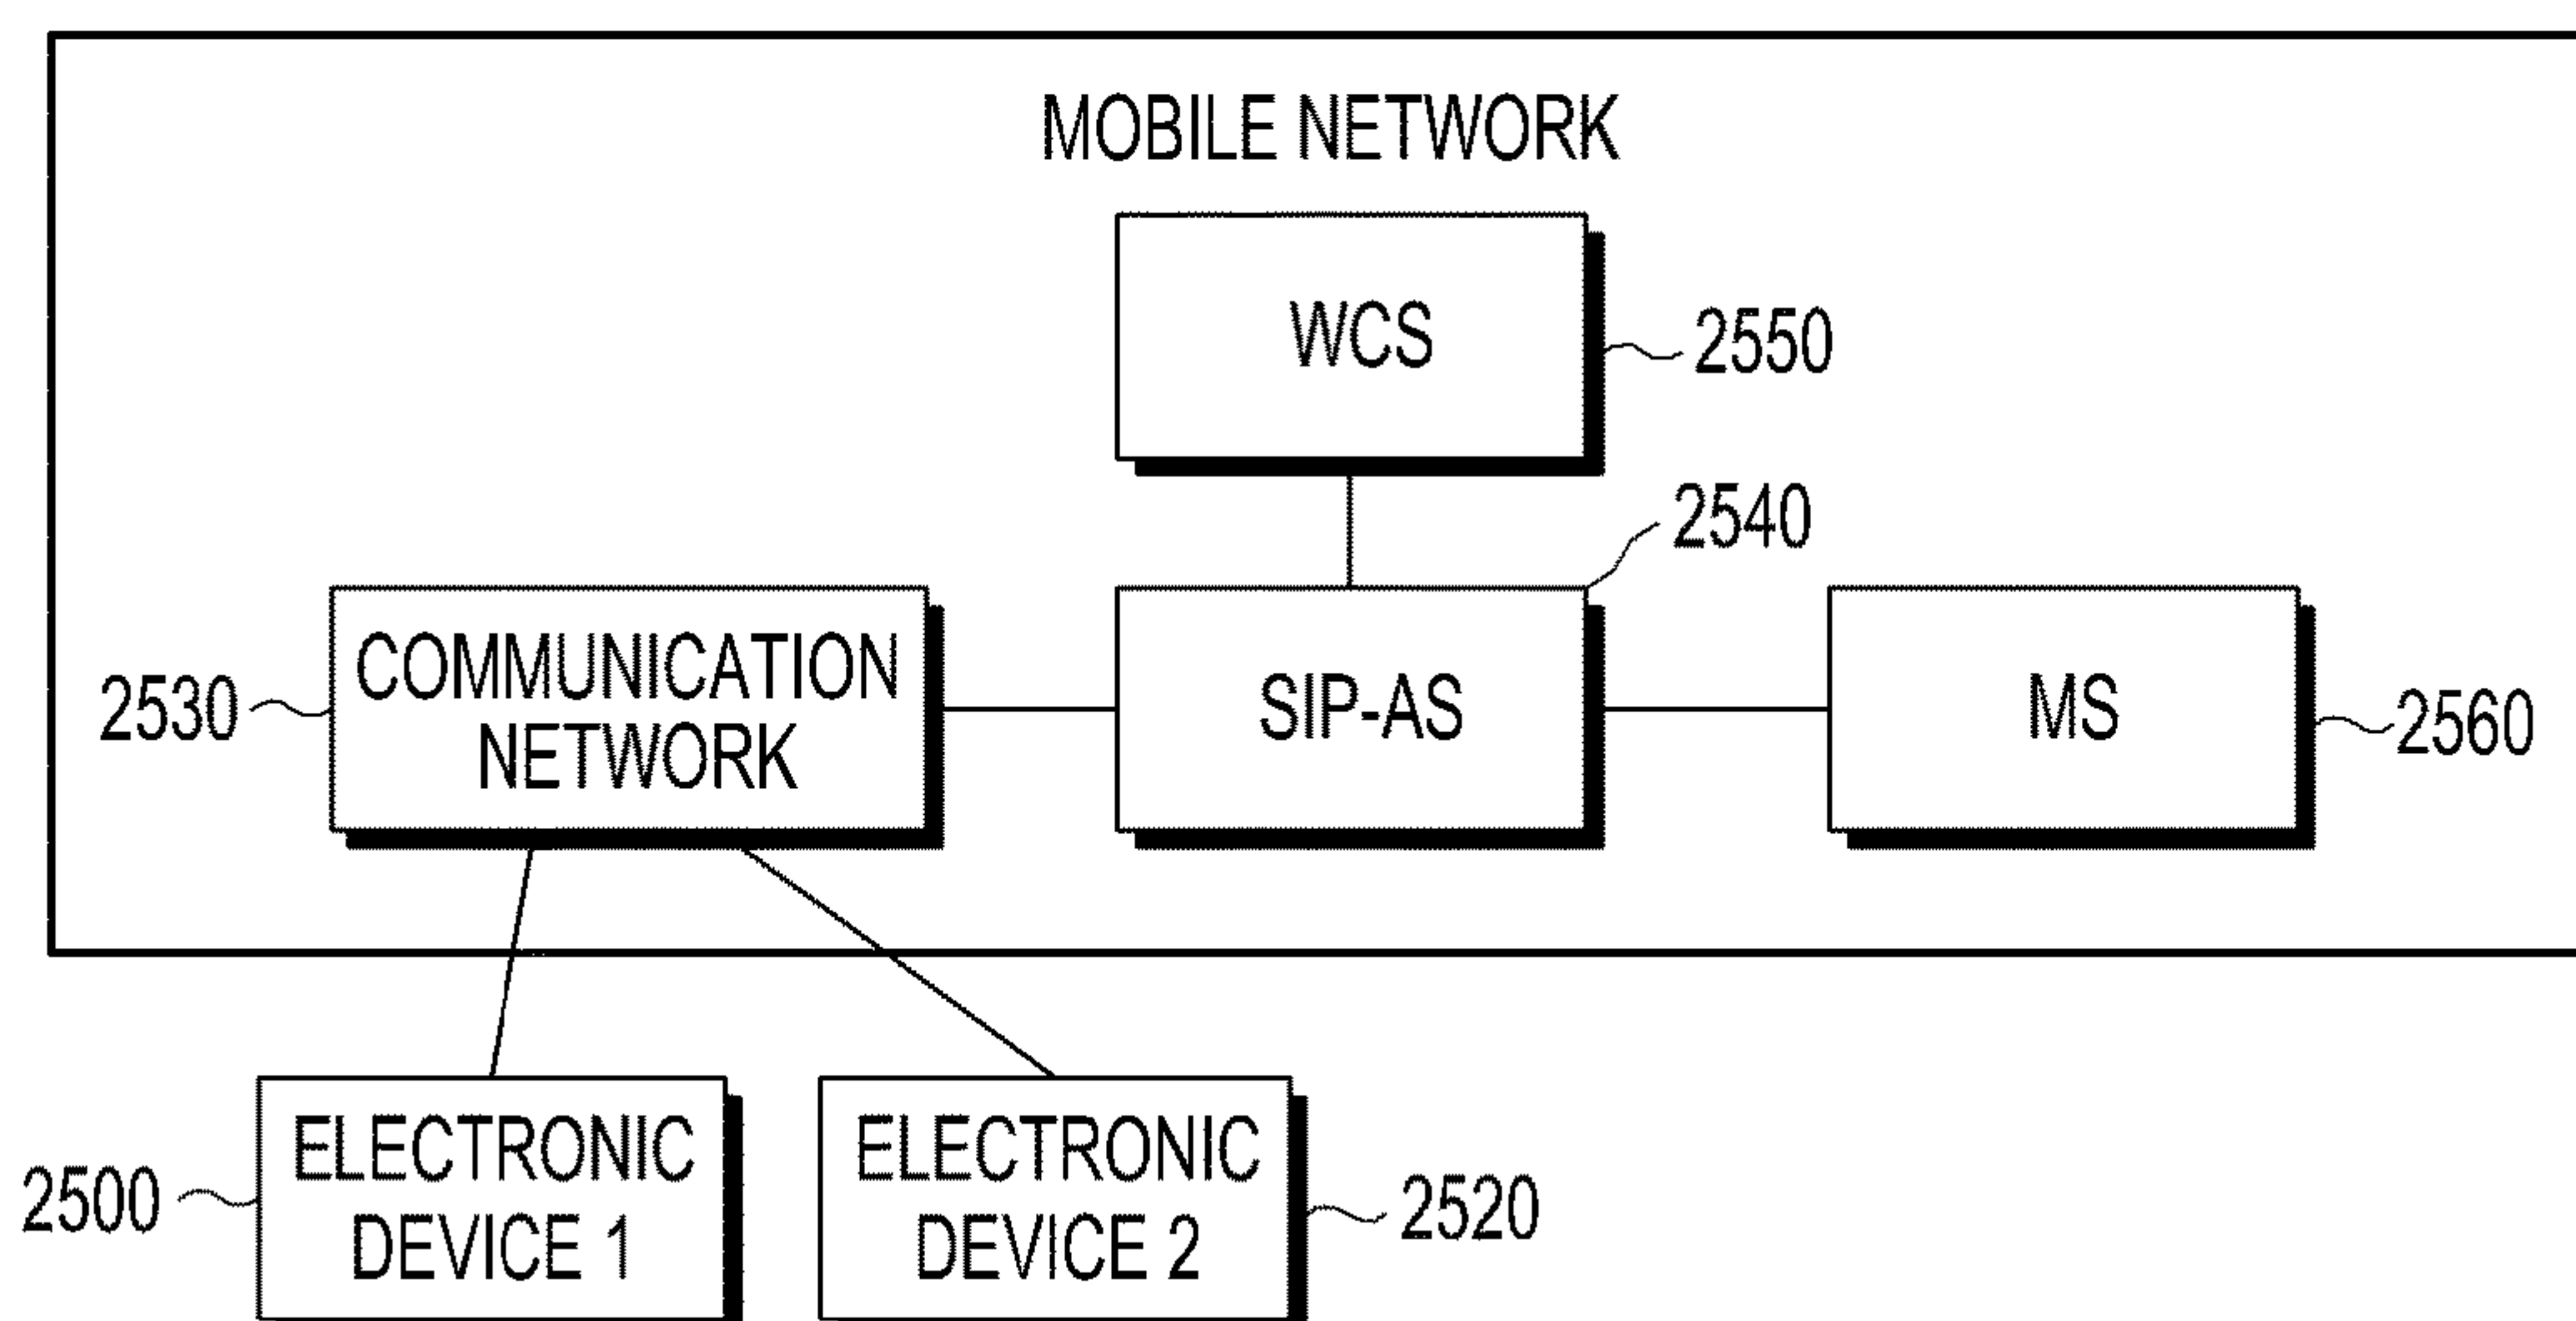 MOBILE NETWORK
WCS
2550
2540
COMMUNICATION
NETWORK
2530
SIP-AS
MS
2560
ELECTRONIC
DEVICE 1
2500
ELECTRONIC
DEVICE 2
2520